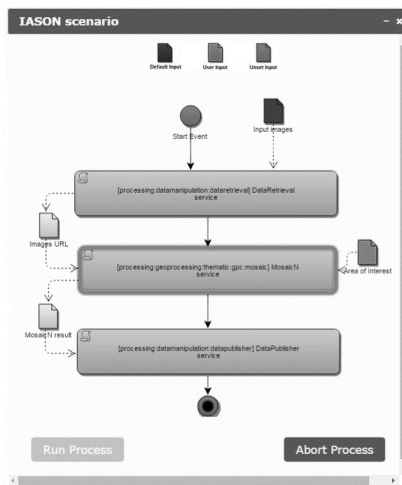 IASON scenario
Default Input
User Input
Unset Input
Start Event
Input images
[processing:datamanipulation:dataretrieval] DataRetrieval
service
Images URL
[processing:geoprocessing:thematic:gpc:mosaic] MosaicN
service
Area of Interest
MosaicN result
[processing:datamanipulation:datapublisher] DataPublisher
service
Run Process
Abort Process